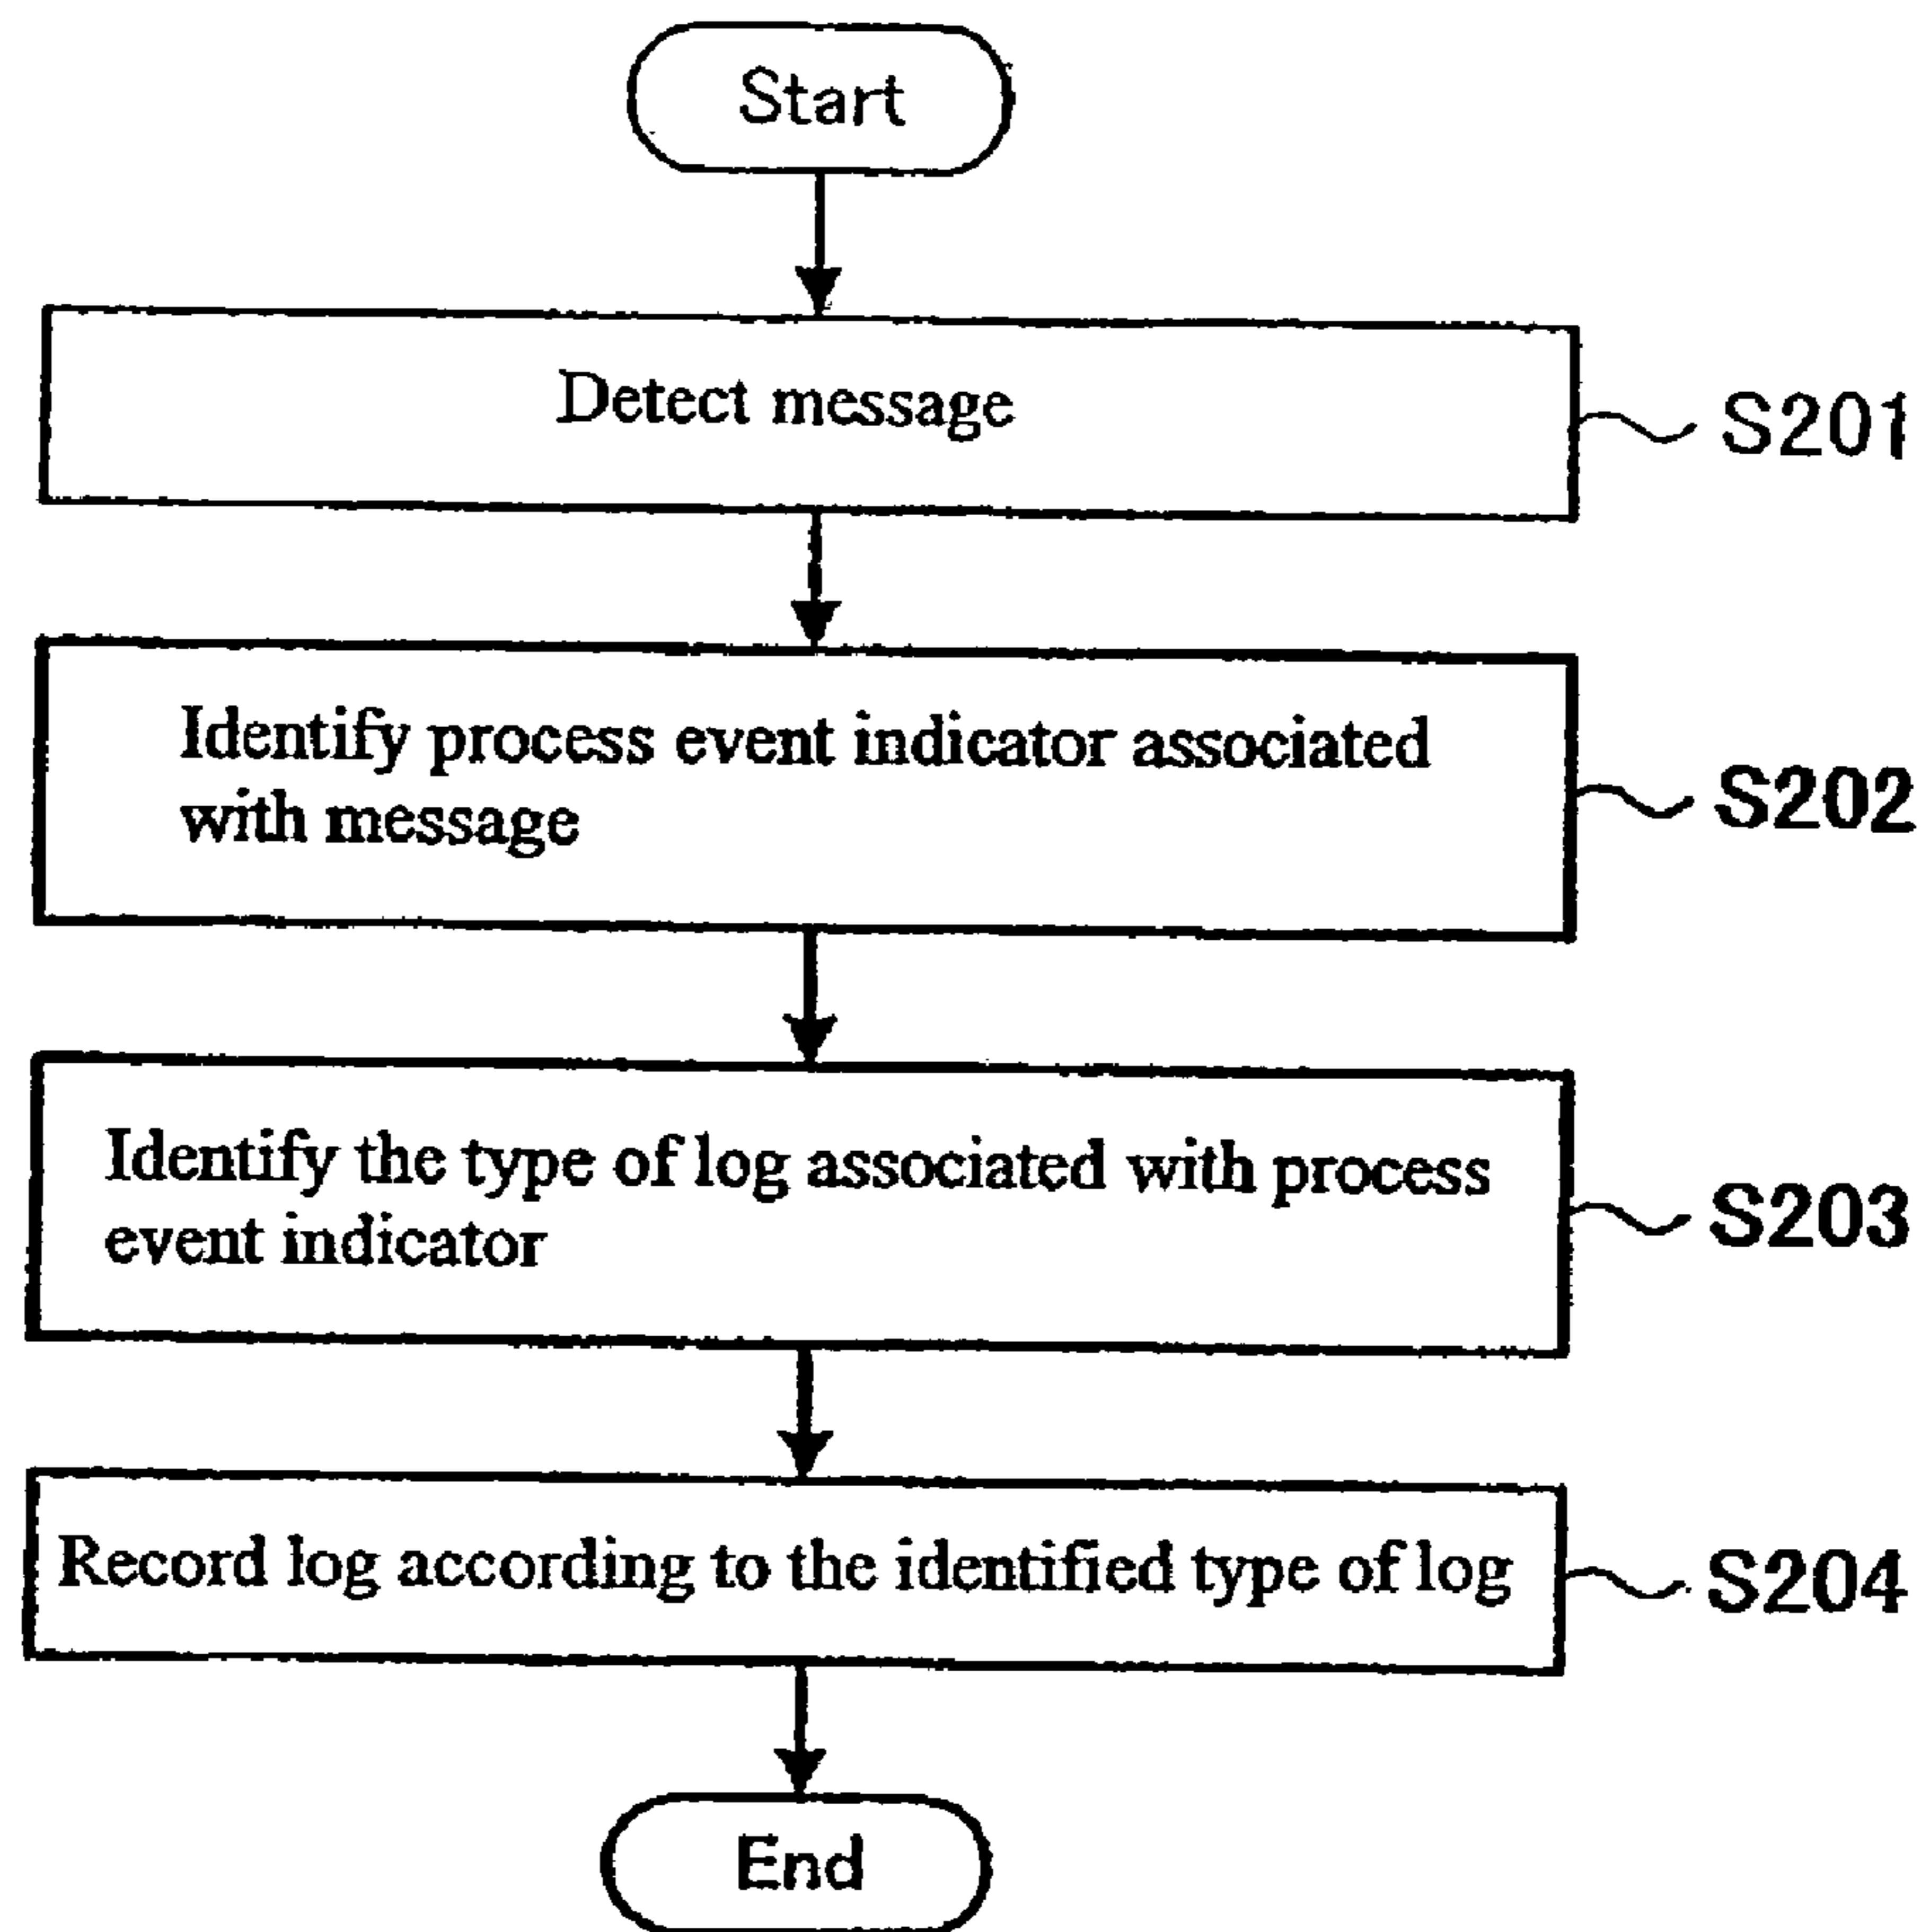 Start
Detect message
S201
Identify process event indicator associated
with message
S202
Identify the type of log associated with process
event indicator
S203
Record log according to the identified type of log
S204
End